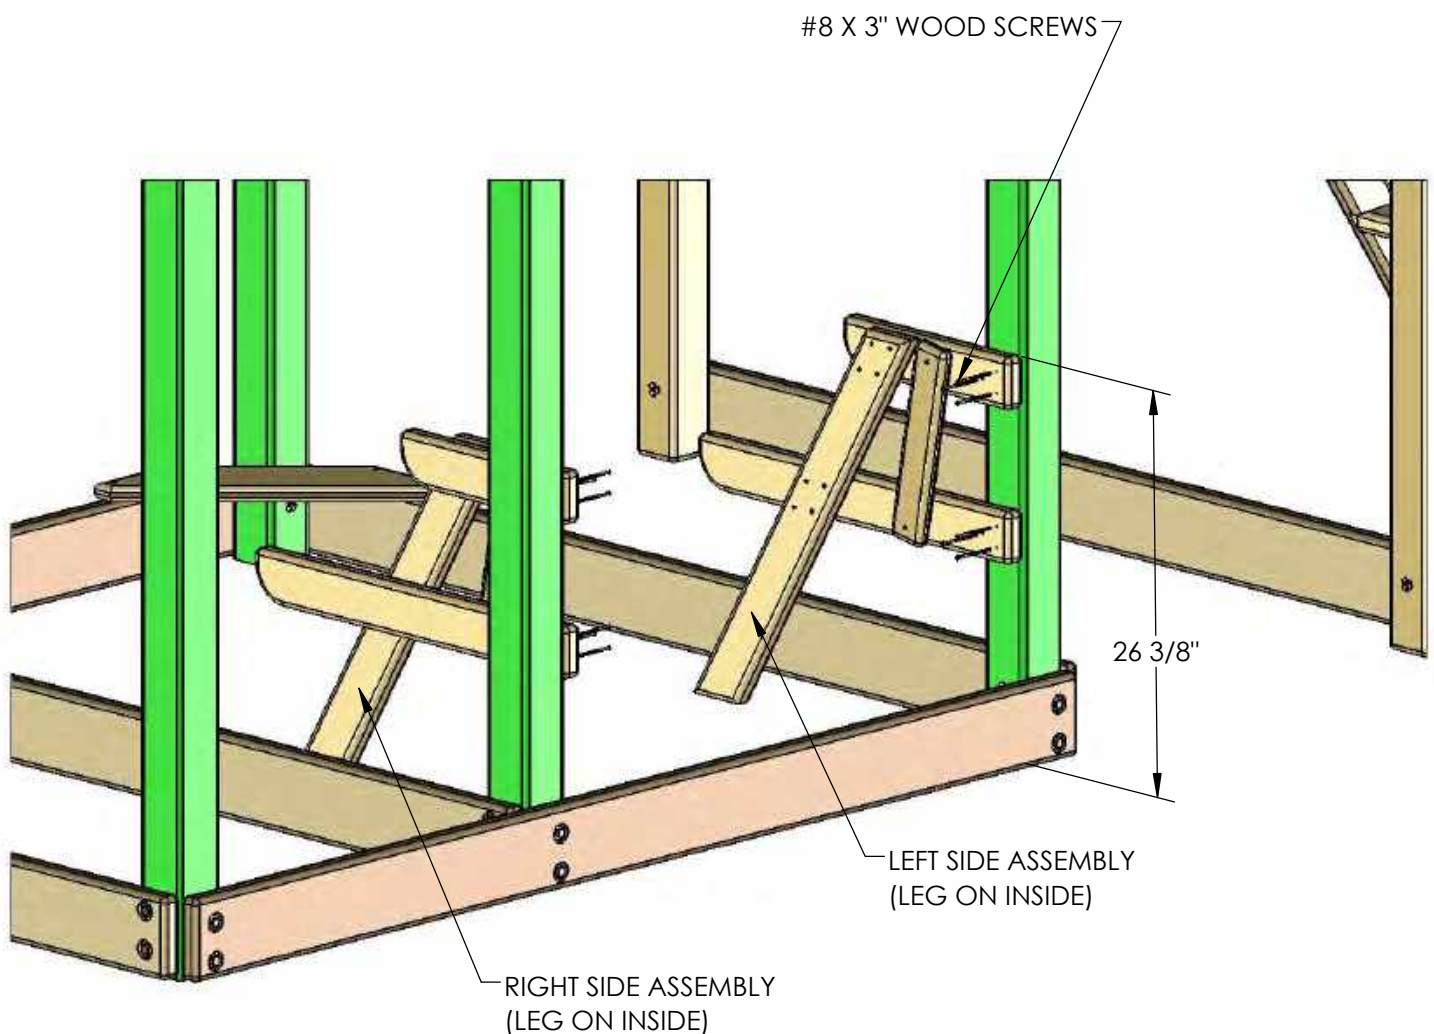 #8 X 3" WOOD SCREWS
26 3/8"
LEFT SIDE ASSEMBLY
(LEG ON INSIDE)
RIGHT SIDE ASSEMBLY
(LEG ON INSIDE)